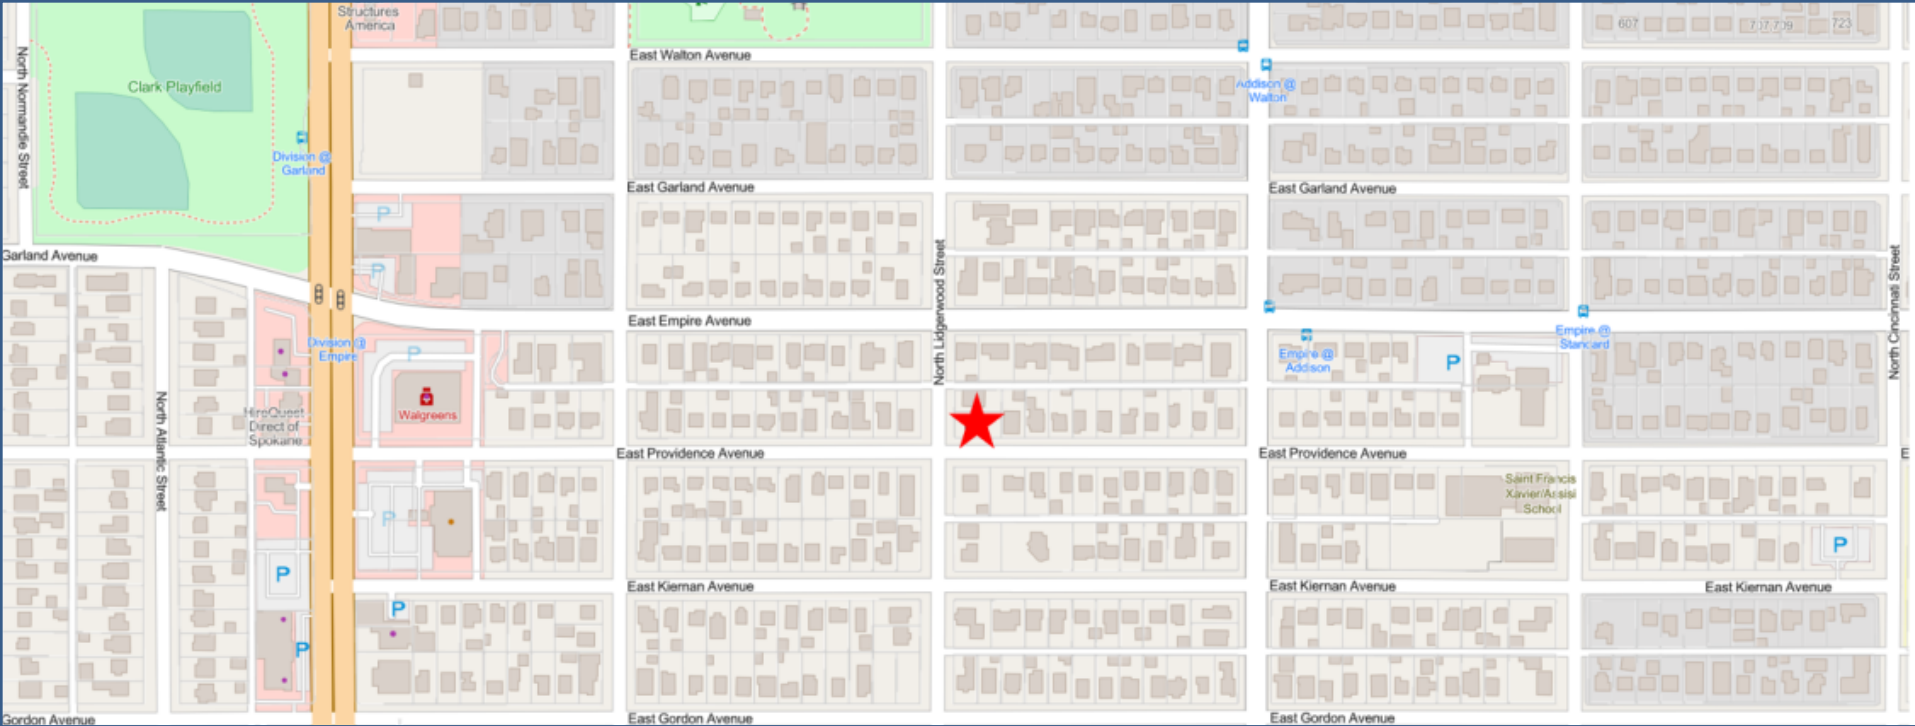 Structures
America
607
707 709
723
East Walton Avenue
North Normandie Street
Clark Playfield
Addison @
Walton
Division @
Garland
East Garland Avenue
East Garland Avenue
P
Garland Avenue
P
North Lidgerwood Street
North Cincinnati Street
East Empire Avenue
Division @
Empire
P
Empire @
Addison
P
Empire @
Standard
Walgreens
HireQuest
Direct of
Spokane
North Atlantic Street
East Providence Avenue
East Providence Avenue
E
Saint Francis
Xavier/Assisi
School
P
P
P
East Kiernan Avenue
East Kiernan Avenue
East Kiernan Avenue
P
P
Gordon Avenue
East Gordon Avenue
East Gordon Avenue